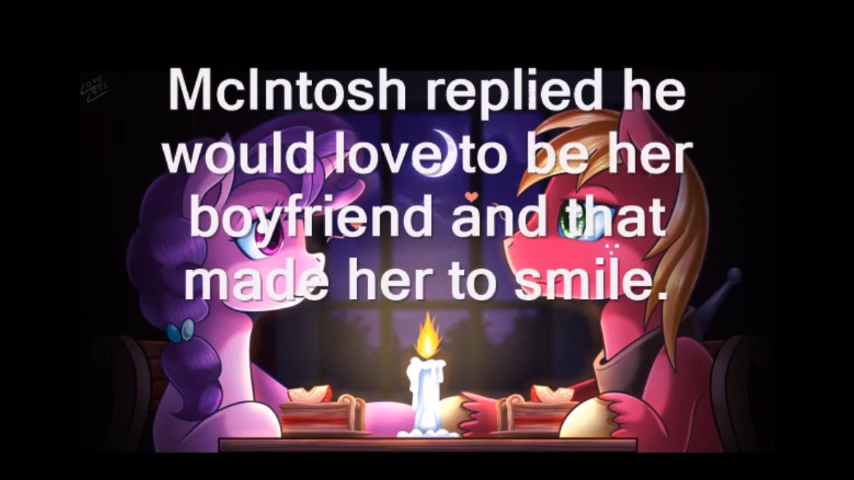 McIntosh replied he
would love to be her
boyfriend and that
made her to smile.